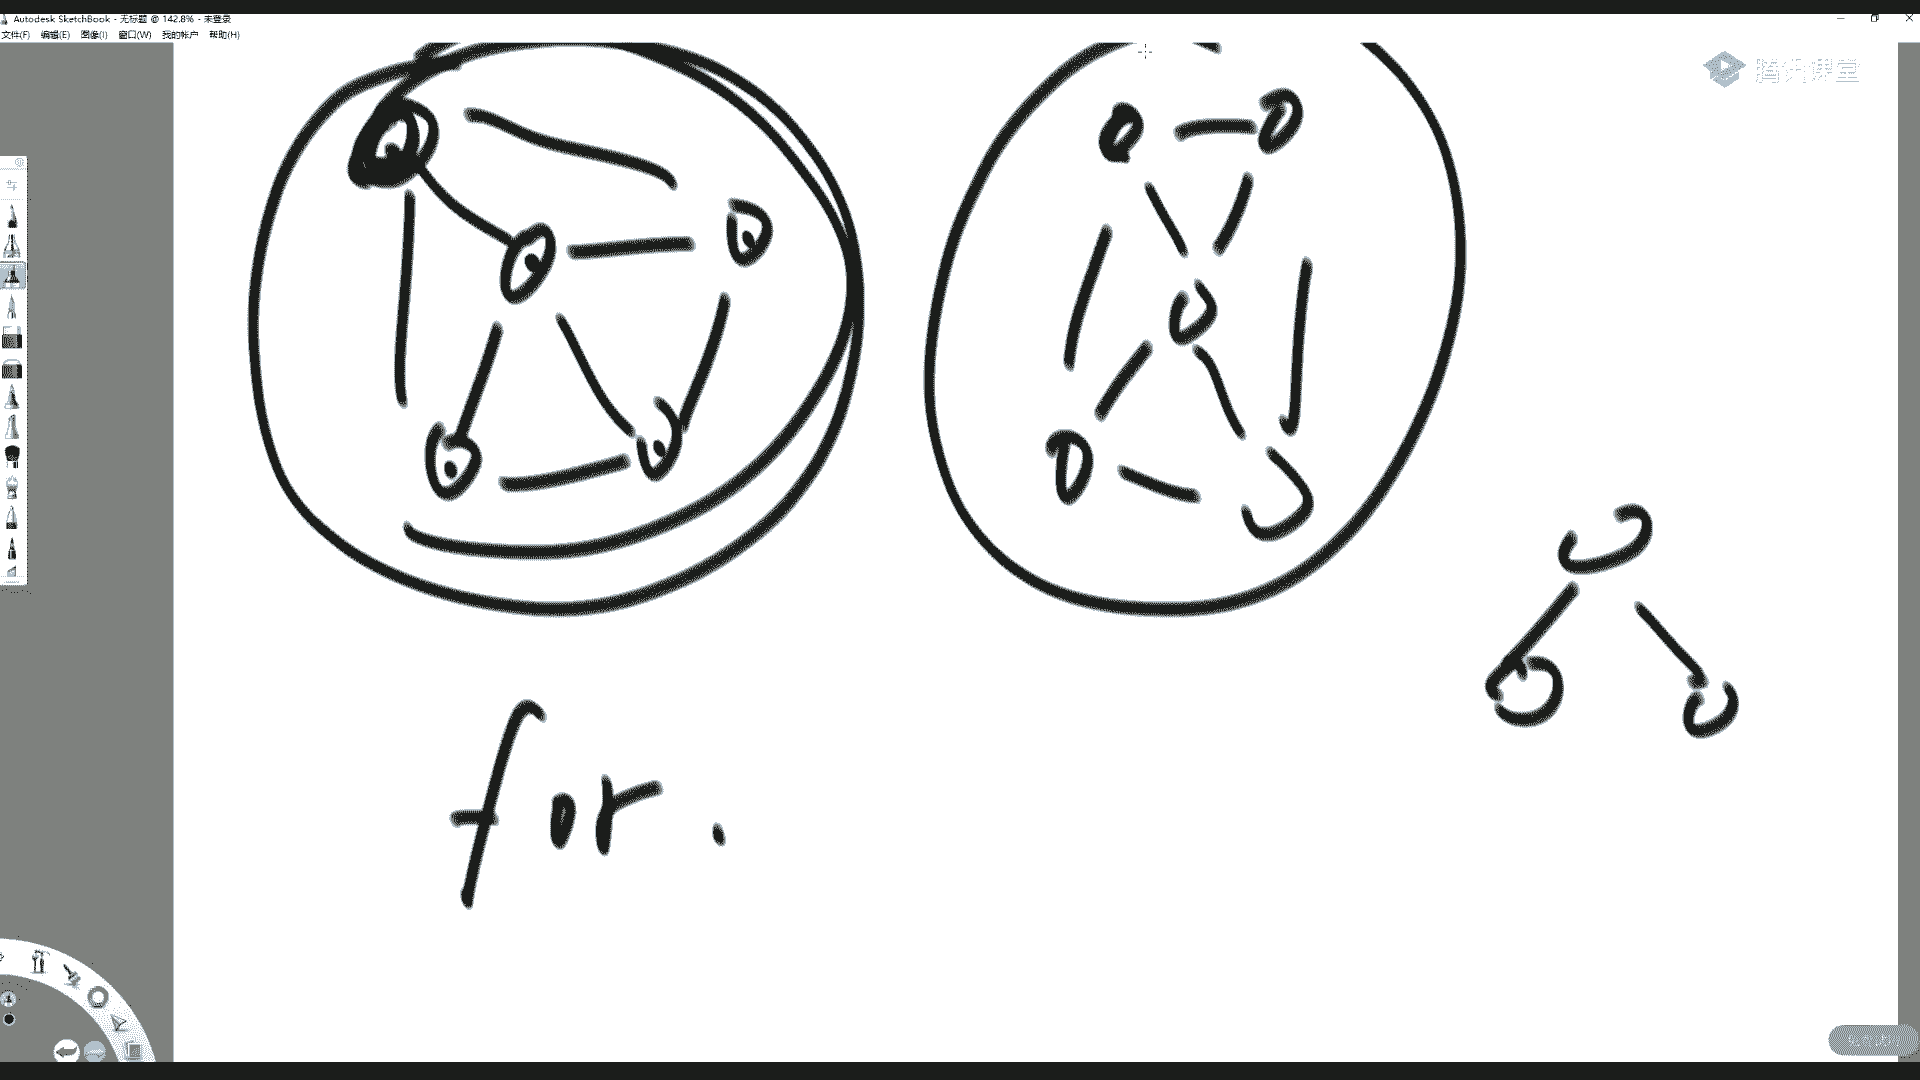 Autodesk SketchBook - 无标题 @ 142.8% - 未登录
文件(F) 编辑(E) 图像(I) 窗口(W) 我的帐户 帮助(H)
腾讯课堂
for.